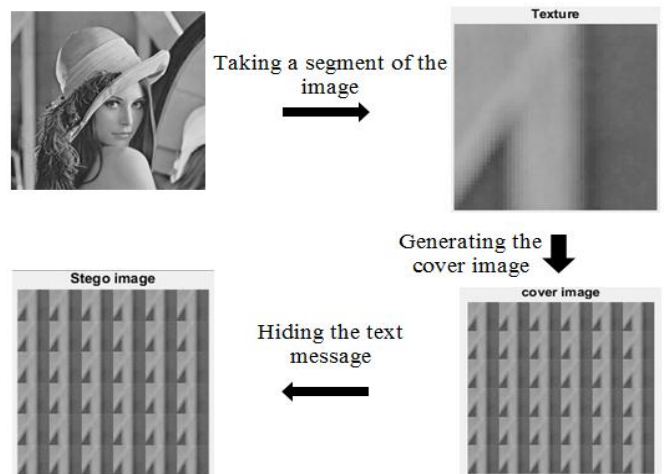 Texture
Taking a segment of the
image
Generating the
cover image
Stego image
cover image
Hiding the text
message